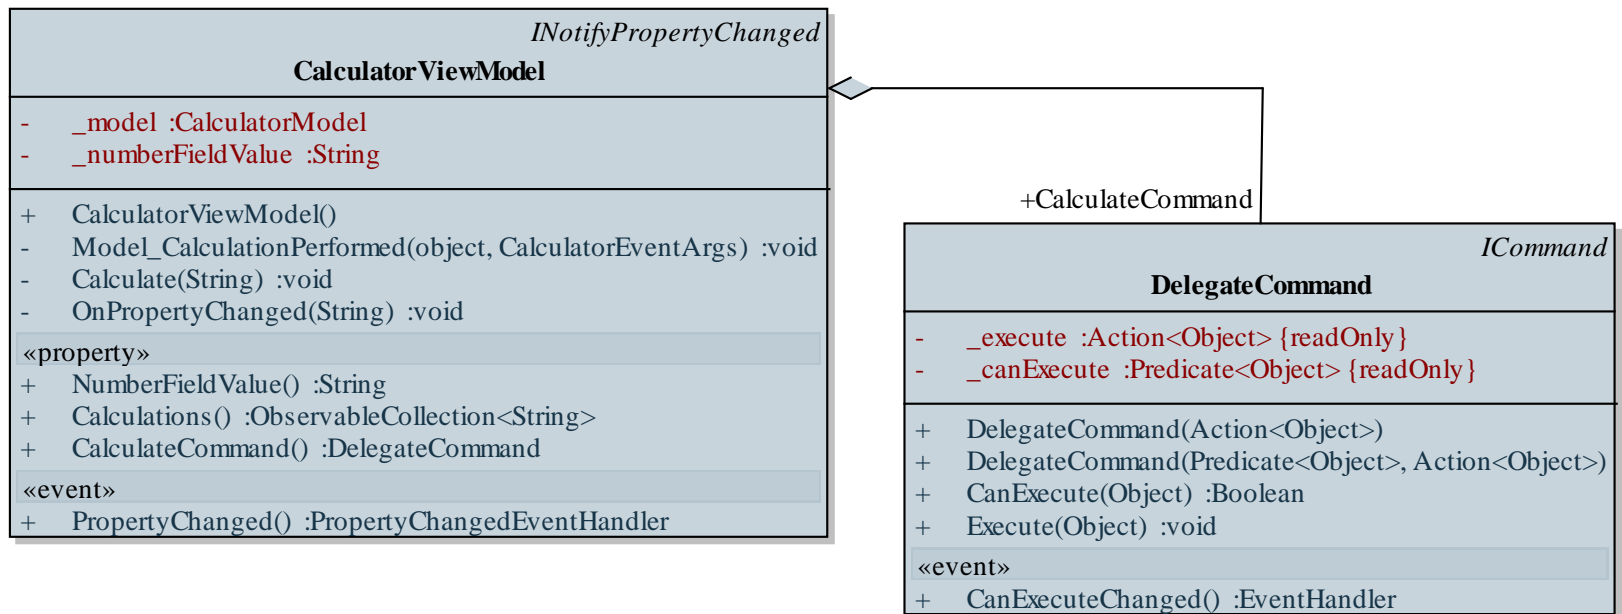 INotifyPropertyChanged
CalculatorViewModel
- _model :CalculatorModel
- _numberFieldValue :String
+ CalculatorViewModel()
- Model_CalculationPerformed(object, CalculatorEventArgs) :void
- Calculate(String) :void
- OnPropertyChanged(String) :void
«property»
+ NumberFieldValue() :String
+ Calculations() :ObservableCollection<String>
+ CalculateCommand() :DelegateCommand
«event»
+ PropertyChanged() :PropertyChangedEventHandler
+CalculateCommand
ICommand
DelegateCommand
- _execute :Action<Object> {readOnly}
- _canExecute :Predicate<Object> {readOnly}
+ DelegateCommand(Action<Object>)
+ DelegateCommand(Predicate<Object>, Action<Object>)
+ CanExecute(Object) :Boolean
+ Execute(Object) :void
«event»
+ CanExecuteChanged() :EventHandler